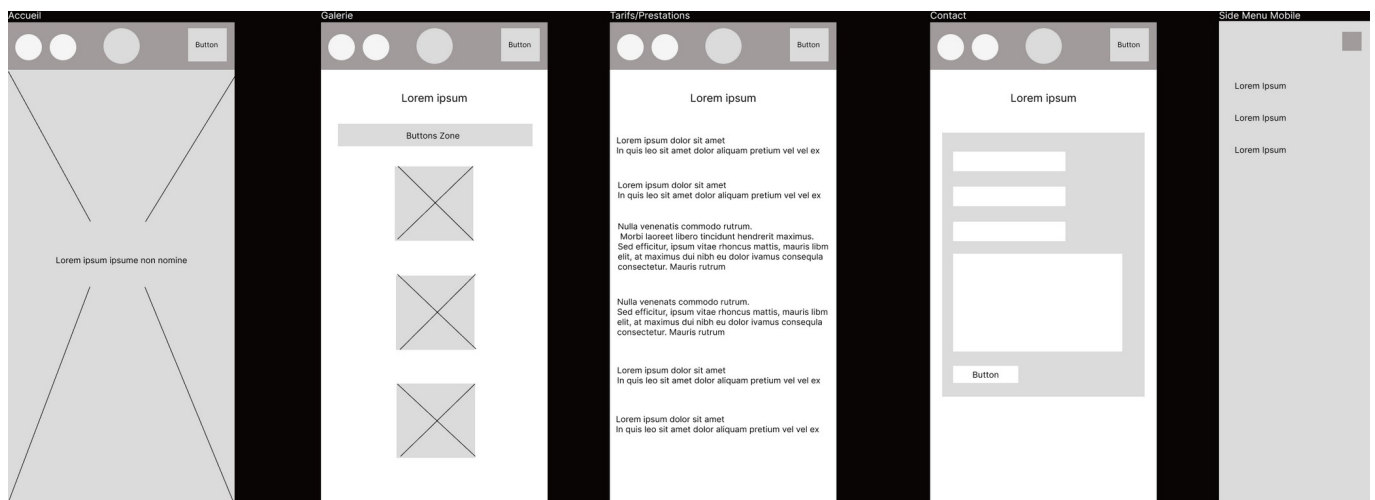 Accueil
Button
Lorem ipsum ipsume non nomine
Galerie
Button
Lorem ipsum
Buttons Zone
Tarifs/Prestations
Button
Lorem ipsum
Lorem ipsum dolor sit amet
In quis leo sit amet dolor aliquam pretium vel vel ex
Lorem ipsum dolor sit amet
In quis leo sit amet dolor aliquam pretium vel vel ex
Nulla venenatis commodo rutrum.
Morbi laoreet libero tincidunt hendrerit maximus.
Sed efficitur, ipsum vitae rhoncus mattis, mauris libm
elit, at maximus dui nibh eu dolor ivamus consequla
consectetur. Mauris rutrum
Nulla venenats commodo rutrum.
Sed efficitur, ipsum vitae rhoncus mattis, mauris libm
elit, at maximus dui nibh eu dolor ivamus consequla
consectetur. Mauris rutrum
Lorem ipsum dolor sit amet
In quis leo sit amet dolor aliquam pretium vel vel ex
Lorem ipsum dolor sit amet
In quis leo sit amet dolor aliquam pretium vel vel ex
Contact
Button
Lorem ipsum
Button
Side Menu Mobile
Lorem Ipsum
Lorem Ipsum
Lorem Ipsum